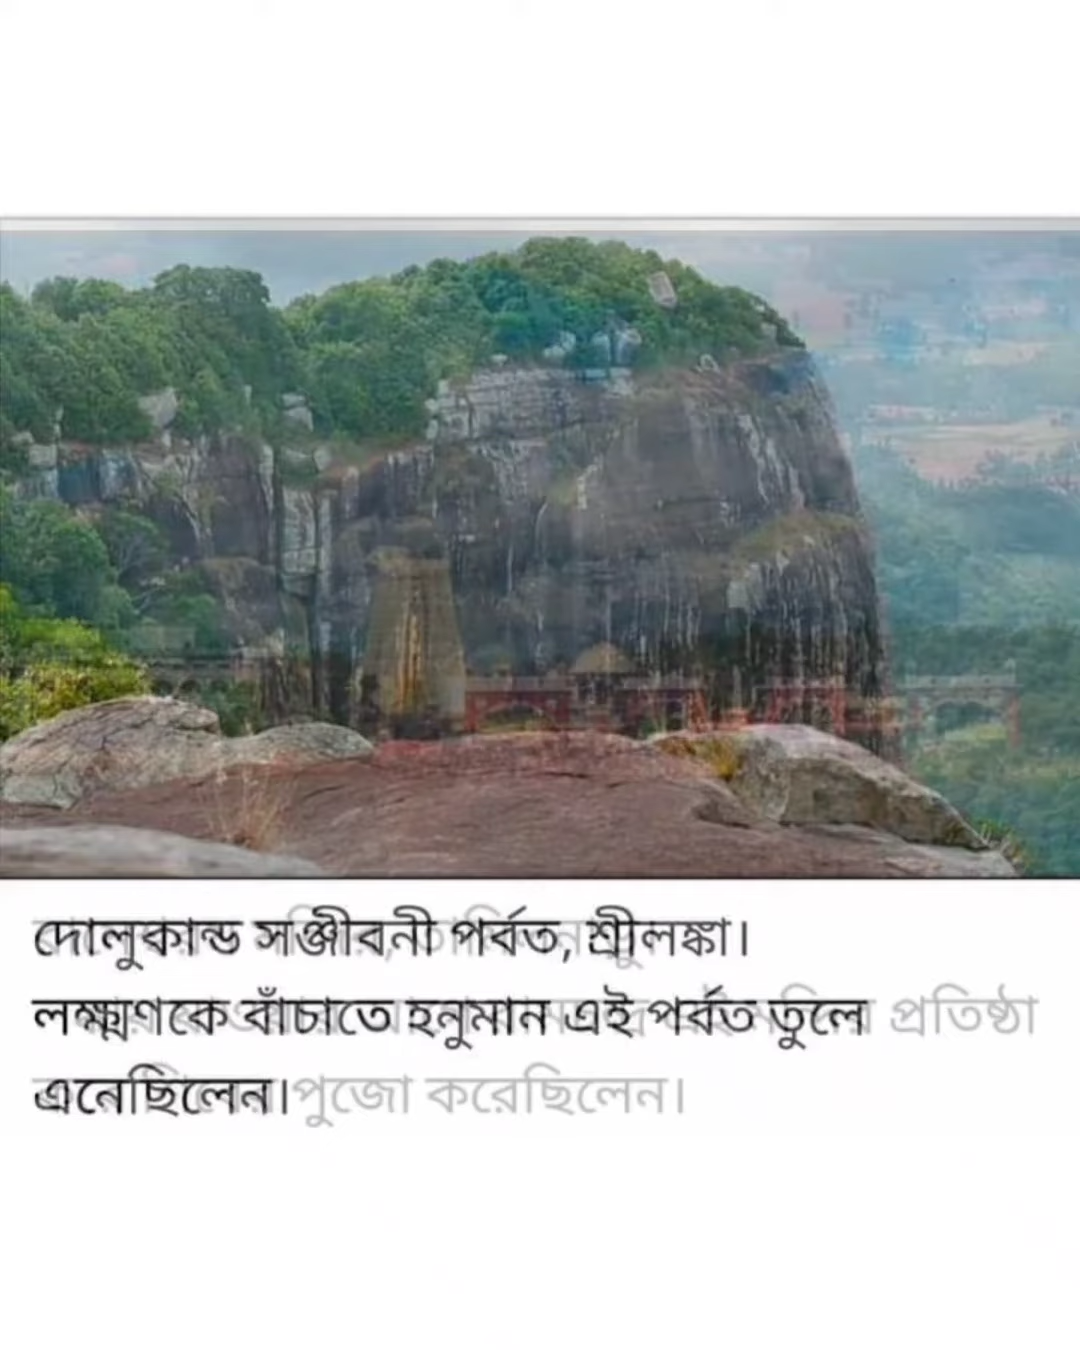 দোলুকান্ড সঞ্জীবনী পর্বত, শ্রীলঙ্কা।
লক্ষ্মণকে বাঁচাতে হনুমান এই পর্বত তুলে প্রতিষ্ঠা
এনেছিলেন। পুজো করেছিলেন।